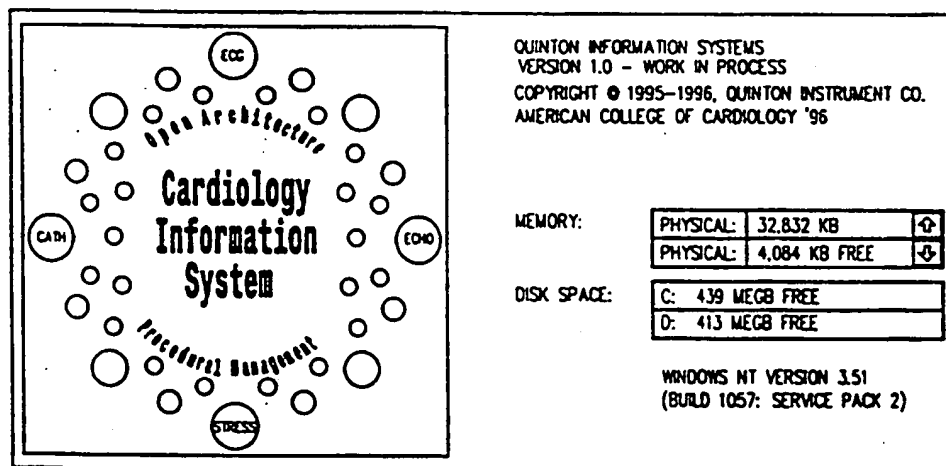 ECG
Open Architecture
Cardiology
Information
System
CATH
ECHO
Procedural Management
STRESS
QUINTON INFORMATION SYSTEMS
VERSION 1.0 - WORK IN PROCESS
COPYRIGHT © 1995-1996, QUINTON INSTRUMENT CO.
AMERICAN COLLEGE OF CARDIOLOGY '96
MEMORY:
PHYSICAL: 32,832 KB
PHYSICAL: 4,084 KB FREE
DISK SPACE:
C: 439 MEGB FREE
D: 413 MEGB FREE
WINDOWS NT VERSION 3.51
(BUILD 1057: SERVICE PACK 2)